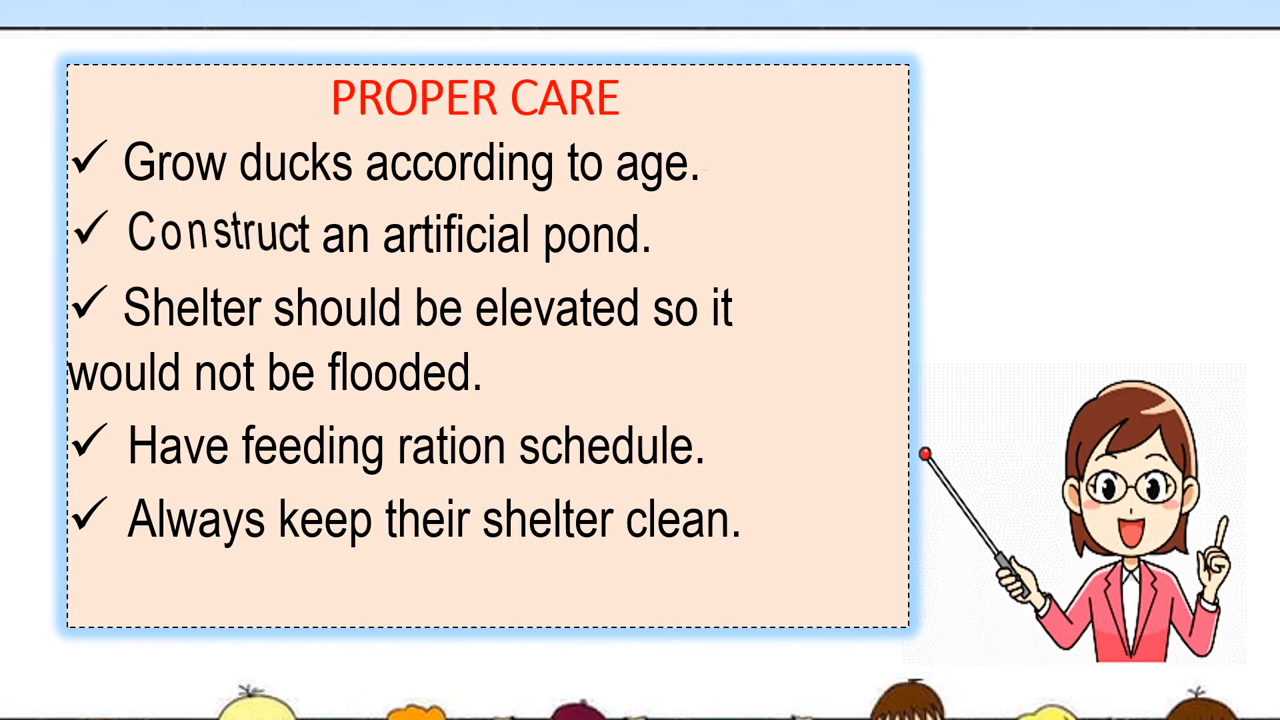 PROPER CARE
✓ Grow ducks according to age.
✓ Construct an artificial pond.
✓ Shelter should be elevated so it
would not be flooded.
✓ Have feeding ration schedule.
✓ Always keep their shelter clean.